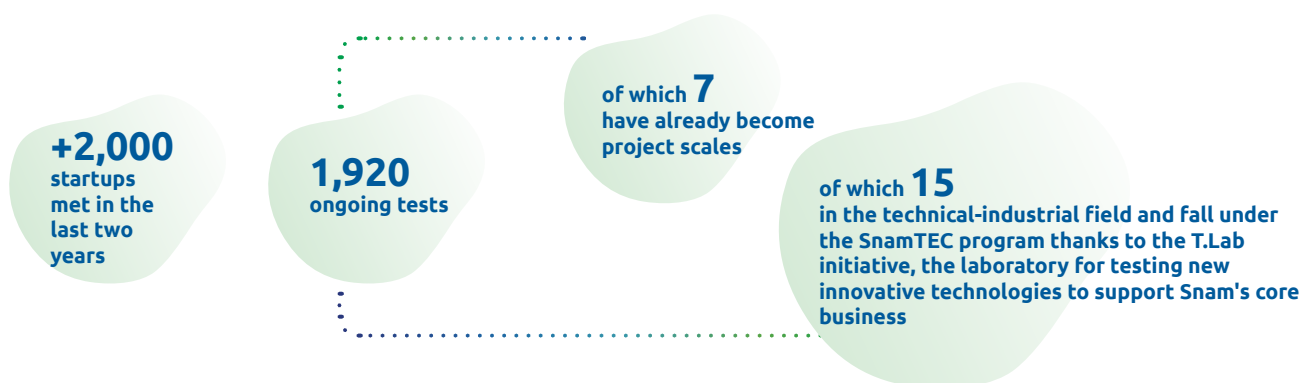 +2,000
startups
met in the
last two
years
1,920
ongoing tests
of which 7
have already become
project scales
of which 15
in the technical-industrial field and fall under
the SnamTEC program thanks to the T.Lab
initiative, the laboratory for testing new
innovative technologies to support Snam's core
business